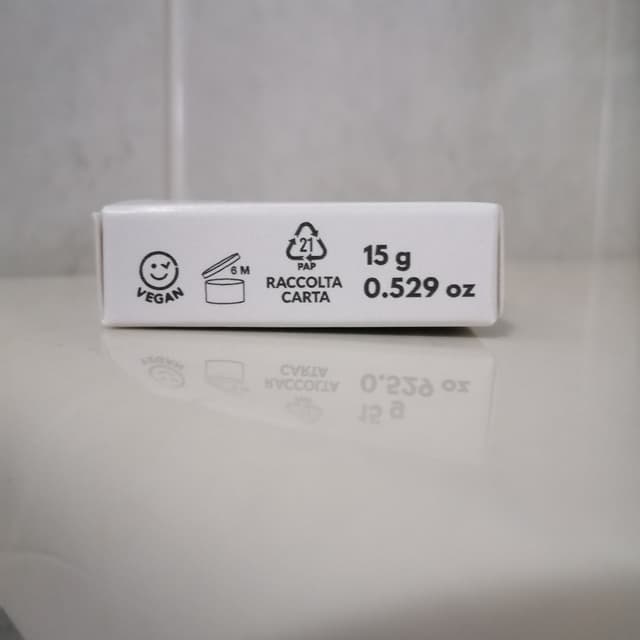 VEGAN
6 M
21
PAP
RACCOLTA
CARTA
15 g
0.529 oz